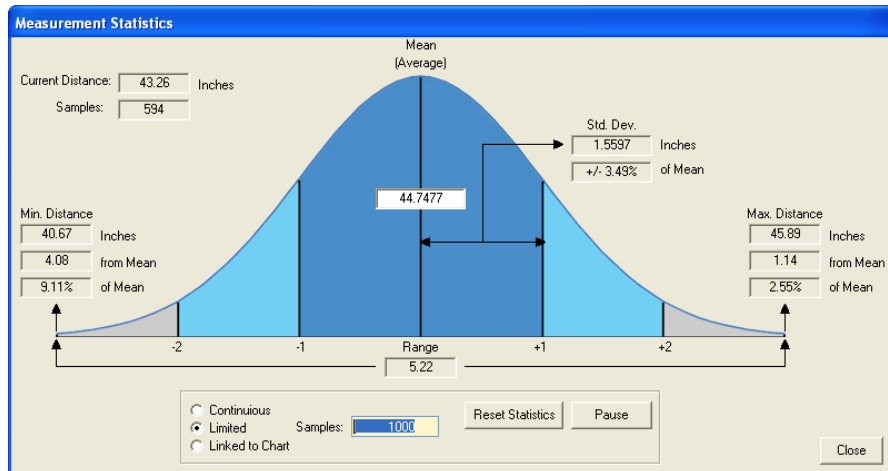 Measurement Statistics
Mean
(Average)
Current Distance: 43.26 Inches
Samples: 594
Std. Dev.
1.5597 Inches
+/- 3.49% of Mean
44.7477
Min. Distance
40.67 Inches
4.08 from Mean
9.11% of Mean
Max. Distance
45.89 Inches
1.14 from Mean
2.55% of Mean
-2 -1 Range +1 +2
5.22
Continuous
Limited
Linked to Chart
Samples: 1000
Reset Statistics
Pause
Close